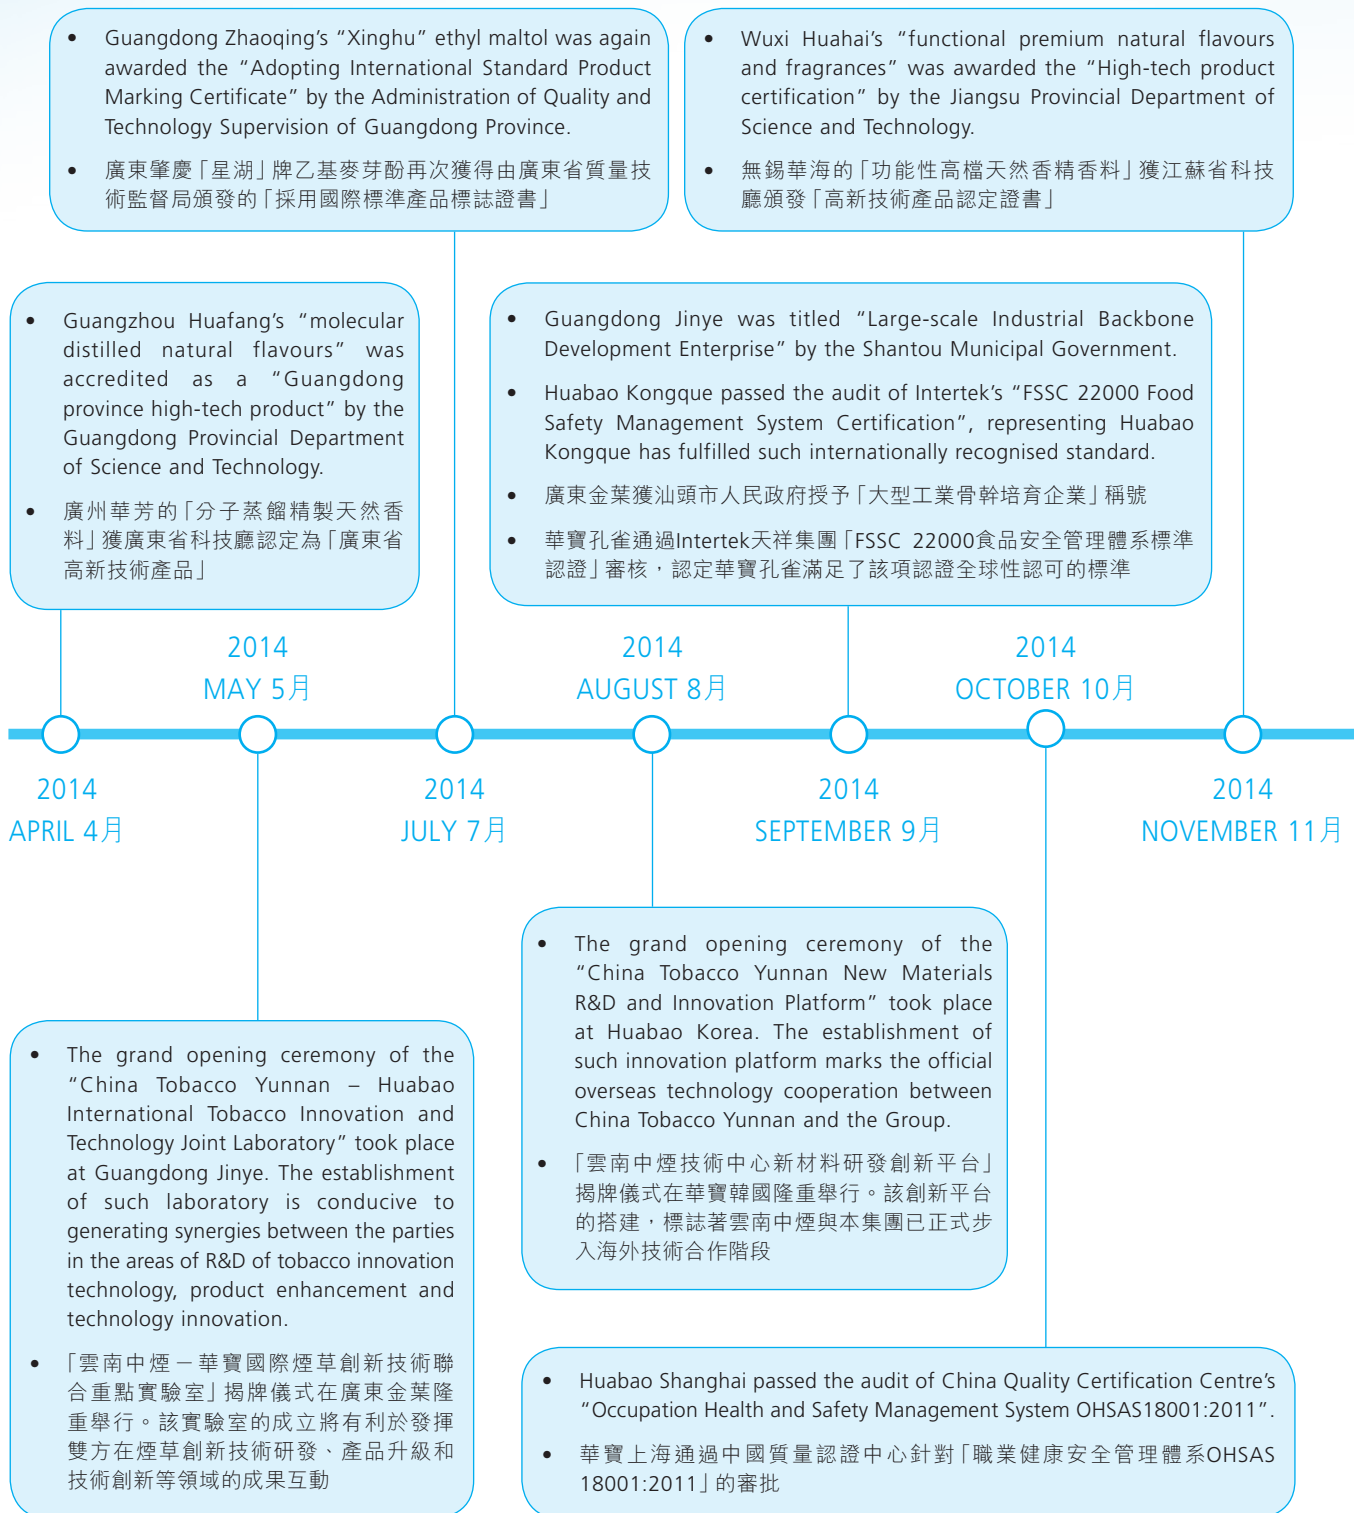 • Guangdong Zhaoqing's “Xinghu” ethyl maltol was again
awarded the “Adopting International Standard Product
Marking Certificate” by the Administration of Quality and
Technology Supervision of Guangdong Province.
• 廣東肇慶「星湖」牌乙基麥芽酚再次獲得由廣東省質量技
術監督局頒發的「採用國際標準產品標誌證書」
• Wuxi Huahai's “functional premium natural flavours
and fragrances” was awarded the “High-tech product
certification” by the Jiangsu Provincial Department of
Science and Technology.
• 無錫華海的「功能性高檔天然香精香料」獲江蘇省科技
廳頒發「高新技術產品認定證書」
• Guangzhou Huafang's “molecular
distilled natural flavours” was
accredited as a “Guangdong
province high-tech product” by the
Guangdong Provincial Department
of Science and Technology.
• 廣州華芳的「分子蒸餾精製天然香
料」獲廣東省科技廳認定為「廣東省
高新技術產品」
• Guangdong Jinye was titled “Large-scale Industrial Backbone
Development Enterprise” by the Shantou Municipal Government.
• Huabao Kongque passed the audit of Intertek's “FSSC 22000 Food
Safety Management System Certification”, representing Huabao
Kongque has fulfilled such internationally recognised standard.
• 廣東金葉獲汕頭市人民政府授予「大型工業骨幹培育企業」稱號
• 華寶孔雀通過Intertek天祥集團「FSSC 22000食品安全管理體系標準
認證」審核，認定華寶孔雀滿足了該項認證全球性認可的標準
2014
MAY 5月
2014
AUGUST 8月
2014
OCTOBER 10月
2014
APRIL 4月
2014
JULY 7月
2014
SEPTEMBER 9月
2014
NOVEMBER 11月
• The grand opening ceremony of the
“China Tobacco Yunnan New Materials
R&D and Innovation Platform” took place
at Huabao Korea. The establishment of
such innovation platform marks the official
overseas technology cooperation between
China Tobacco Yunnan and the Group.
• 「雲南中煙技術中心新材料研發創新平台」
揭牌儀式在華寶韓國隆重舉行。該創新平台
的搭建，標誌著雲南中煙與本集團已正式步
入海外技術合作階段
• The grand opening ceremony of the
“China Tobacco Yunnan – Huabao
International Tobacco Innovation and
Technology Joint Laboratory” took place
at Guangdong Jinye. The establishment
of such laboratory is conducive to
generating synergies between the parties
in the areas of R&D of tobacco innovation
technology, product enhancement and
technology innovation.
• 「雲南中煙－華寶國際煙草創新技術聯
合重點實驗室」揭牌儀式在廣東金葉隆
重舉行。該實驗室的成立將有利於發揮
雙方在煙草創新技術研發、產品升級和
技術創新等領域的成果互動
• Huabao Shanghai passed the audit of China Quality Certification Centre's
“Occupation Health and Safety Management System OHSAS18001:2011”.
• 華寶上海通過中國質量認證中心針對「職業健康安全管理體系OHSAS
18001:2011」的審批